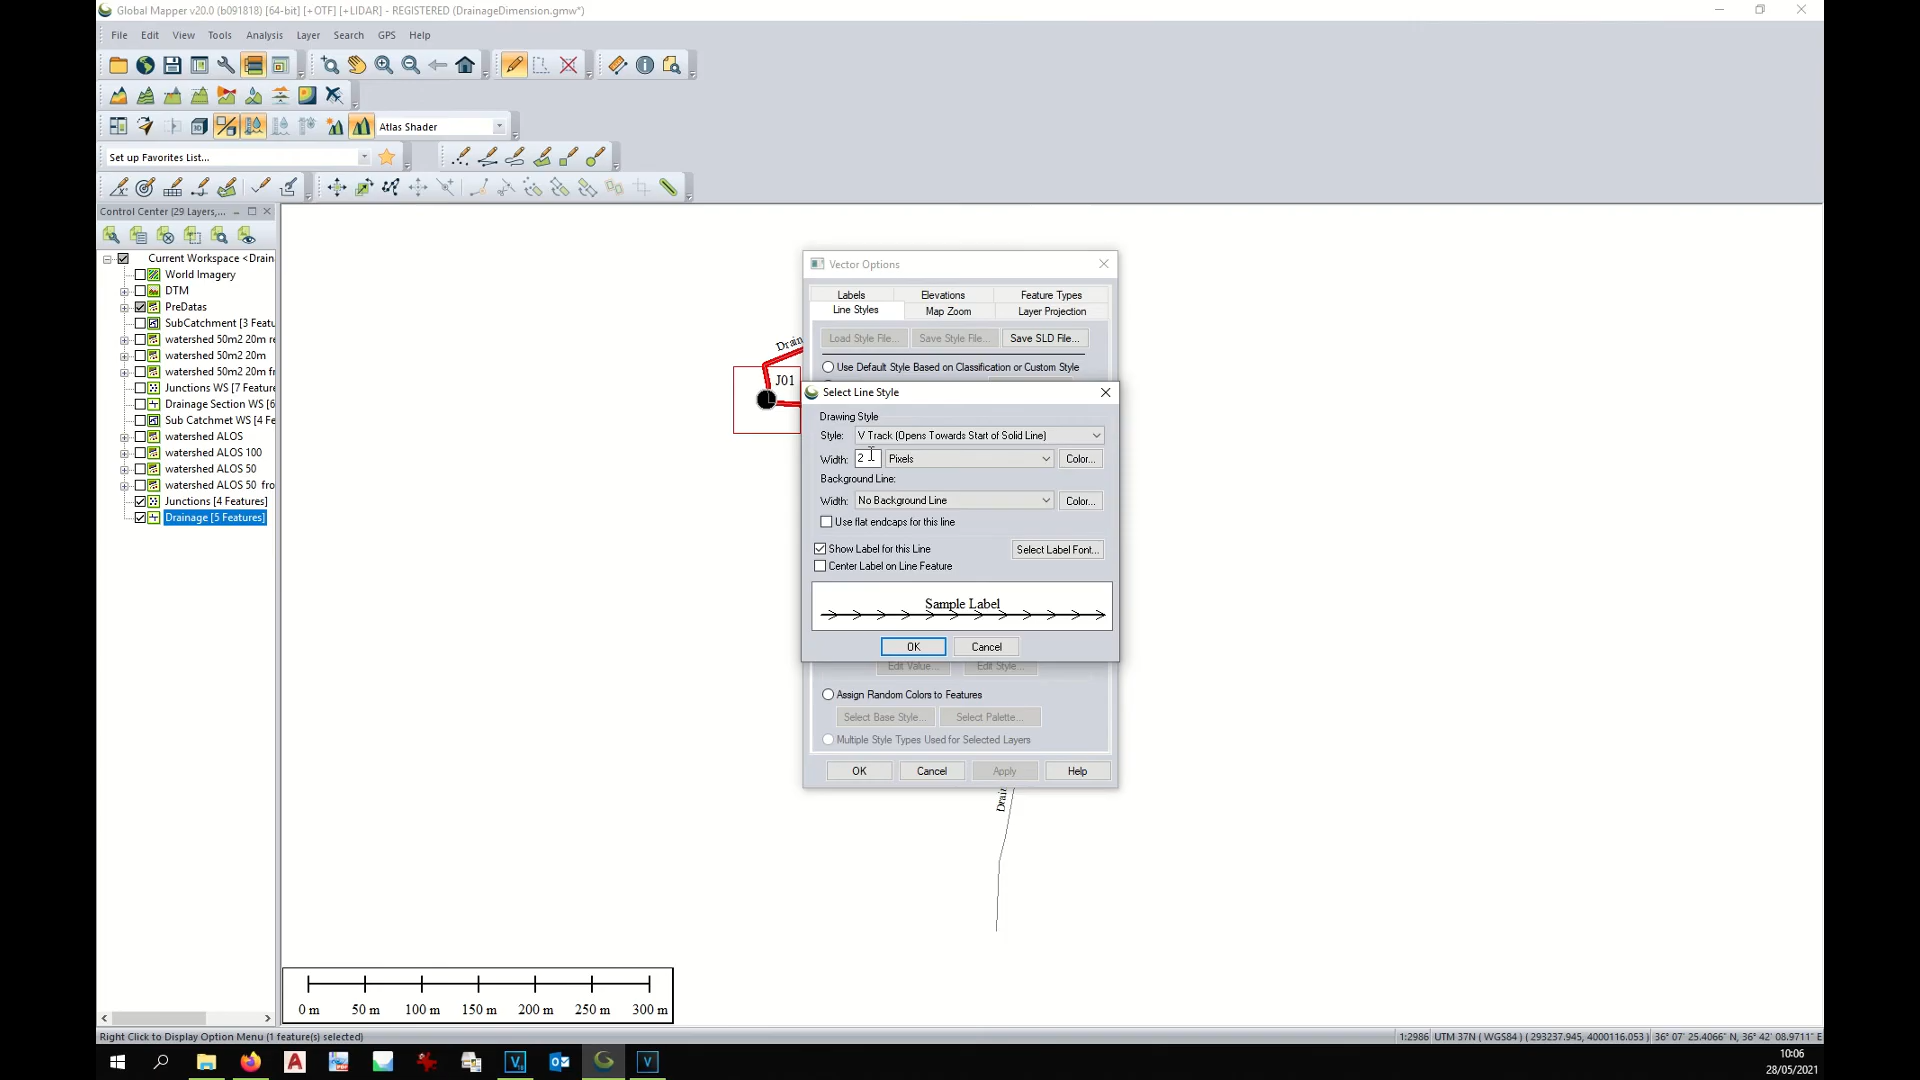 Global Mapper v20.0 (b091818) [64-bit] [+OTF] [+LIDAR] - REGISTERED (DrainageDimension.gmw*)
File Edit View Tools Analysis Layer Search GPS Help
Atlas Shader
Set up Favorites List...
Control Center [29 Layers,...
Current Workspace <Drain
World Imagery
DTM
PreDatas
SubCatchment [3 Featu
watershed 50m2 20m re
watershed 50m2 20m
watershed 50m2 20m fr
Junctions WS [7 Feature
Drainage Section WS [6
Sub Catchmet WS [4 Fe
watershed ALOS
watershed ALOS 100
watershed ALOS 50
watershed ALOS 50 fro
Junctions [4 Features]
Drainage [5 Features]
Drain
J01
Vector Options
Labels Elevations Feature Types
Line Styles Map Zoom Layer Projection
Load Style File... Save Style File... Save SLD File...
Use Default Style Based on Classification or Custom Style
Select Line Style
Drawing Style
Style: V Track (Opens Towards Start of Solid Line)
Width: 2 Pixels Color...
Background Line:
Width: No Background Line Color...
Use flat endcaps for this line
Show Label for this Line Select Label Font...
Center Label on Line Feature
Sample Label
OK Cancel
Edit Value... Edit Style...
Assign Random Colors to Features
Select Base Style... Select Palette...
Multiple Style Types Used for Selected Layers
OK Cancel Apply Help
Drain
0 m 50 m 100 m 150 m 200 m 250 m 300 m
Right Click to Display Option Menu (1 feature(s) selected)
1:2986 UTM 37N ( WGS84 ) ( 293237.945, 4000116.053 ) 36° 07' 25.4066" N, 36° 42' 08.9711" E
10:06
28/05/2021